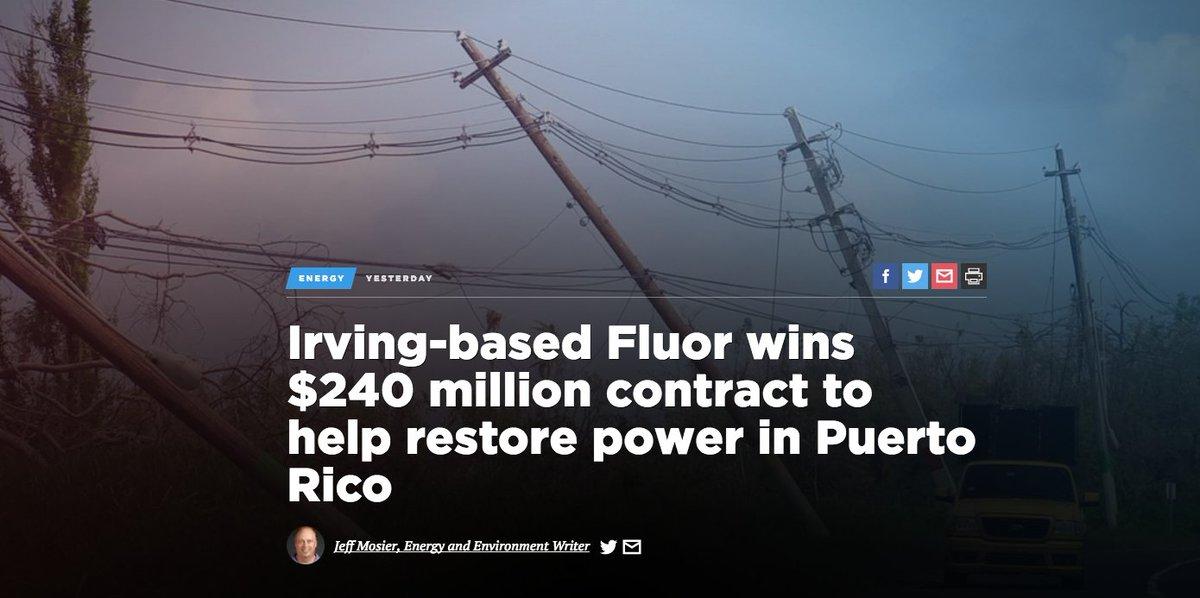 ENERGY YESTERDAY
Irving-based Fluor wins
$240 million contract to
help restore power in Puerto
Rico
Jeff Mosier, Energy and Environment Writer